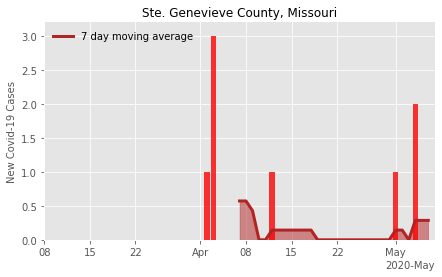 Ste. Genevieve County, Missouri
7 day moving average
New Covid-19 Cases
3.0
2.5
2.0
1.5
1.0
0.5
0.0
08 15 22 Apr 08 15 22 May
2020-May